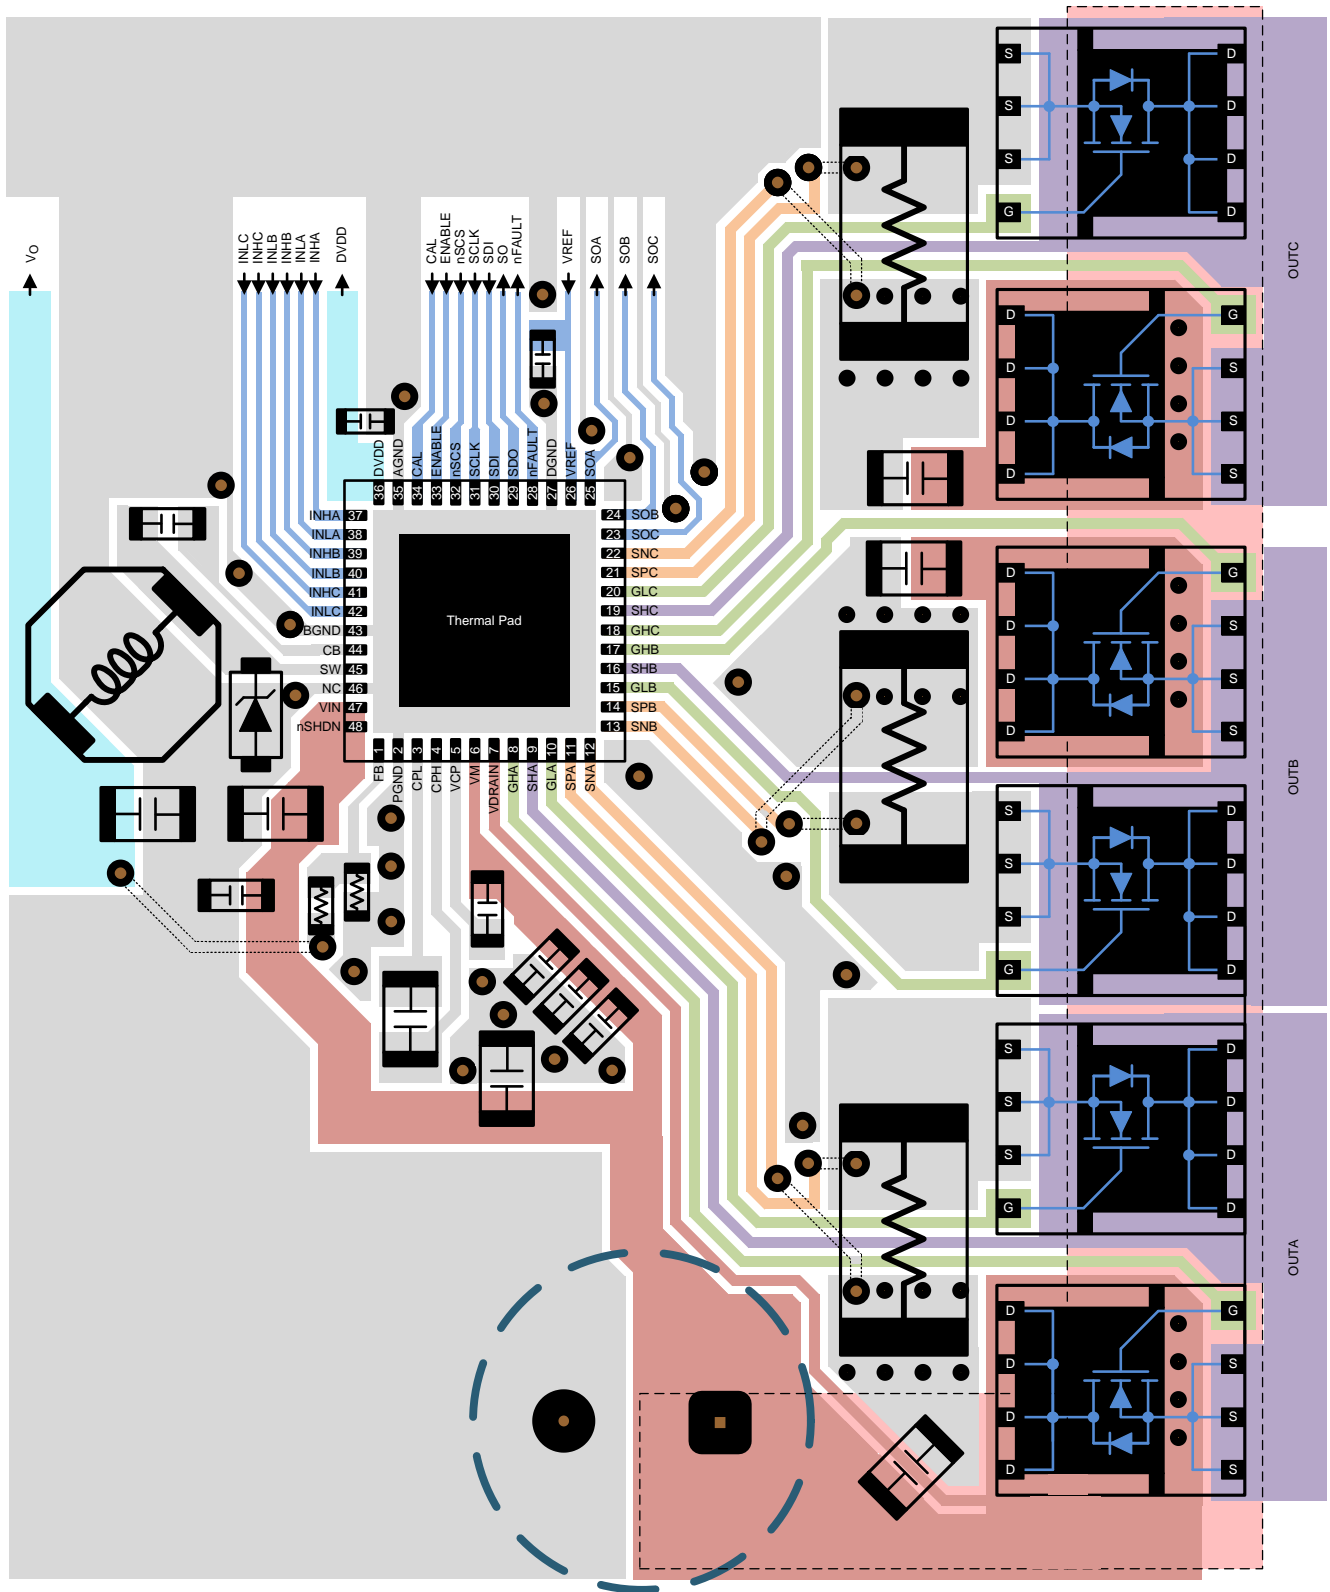 Vo
INLC
INHC
INLB
INHB
INLA
INHA
DVDD
CAL
ENABLE
nSCS
SCLK
SDI
SO
nFAULT
VREF
SOA
SOB
SOC
DVDD
AGND
CAL
ENABLE
nSCS
SCLK
SDI
SDO
nFAULT
DGND
VREF
SOA
36
35
34
33
32
31
30
29
28
27
26
25
INHA 37
INLA 38
INHB 39
INLB 40
INHC 41
INLC 42
BGND 43
CB 44
SW 45
NC 46
VIN 47
nSHDN 48
Thermal Pad
24 SOB
23 SOC
22 SNC
21 SPC
20 GLC
19 SHC
18 GHC
17 GHB
16 SHB
15 GLB
14 SPB
13 SNB
1
2
3
4
5
6
7
8
9
10
11
12
FB
PGND
CPL
CPH
VCP
VM
VDRAIN
GHA
SHA
GLA
SPA
SNA
S D
S D
S D
G D
OUTC
D G
D S
D S
D S
D G
D S
D S
D S
OUTB
S D
S D
S D
G D
S D
S D
S D
G D
OUTA
D G
D S
D S
D S